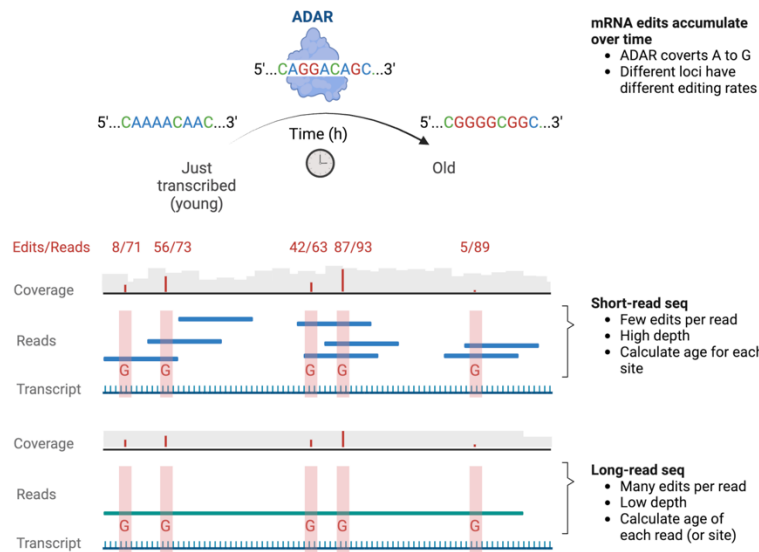 ADAR
5'...CAGGACAGC...3'
5'...CAAAACAAC...3'
Time (h)
5'...CGGGGCGGC...3'
Just
transcribed
(young)
Old
mRNA edits accumulate
over time
• ADAR coverts A to G
• Different loci have
different editing rates
Edits/Reads 8/71 56/73 42/63 87/93 5/89
Coverage
Reads
G G G G G
Transcript
Short-read seq
• Few edits per read
• High depth
• Calculate age for each
site
Coverage
Reads
G G G G G
Transcript
Long-read seq
• Many edits per read
• Low depth
• Calculate age of
each read (or site)